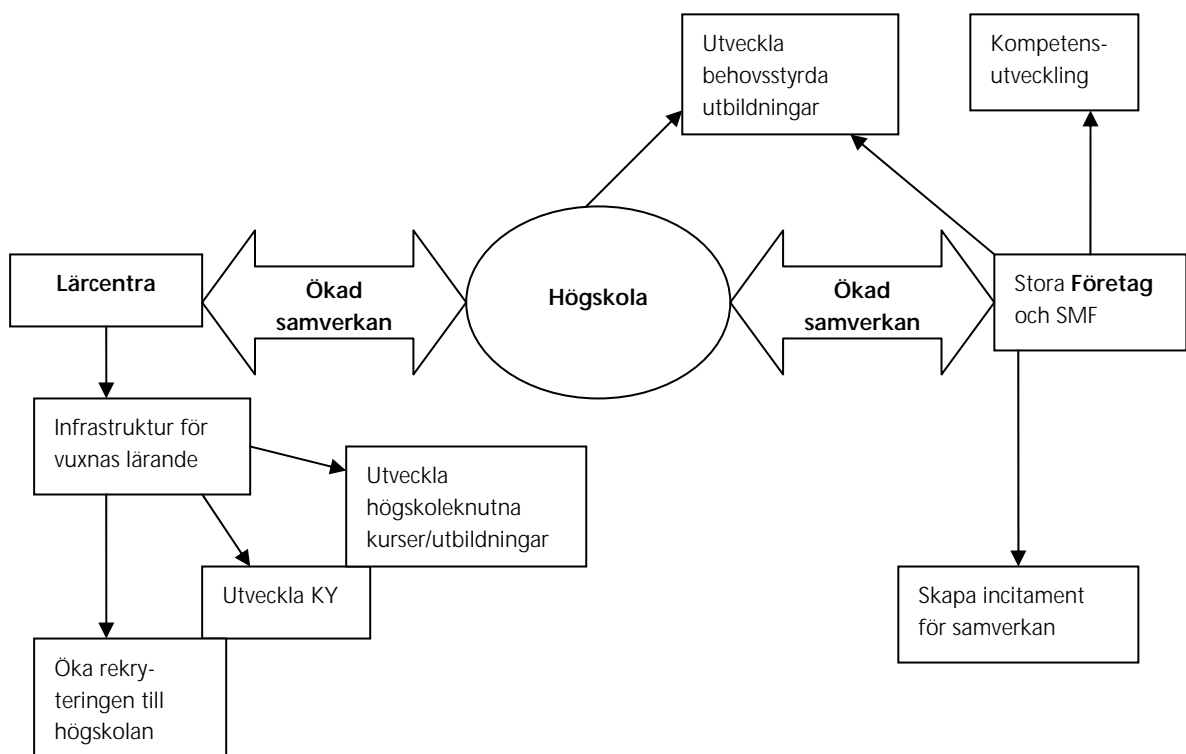 Utveckla
behovsstyrda
utbildningar
Kompetens-
utveckling
Lärcentra
Ökad
samverkan
Högskola
Ökad
samverkan
Stora Företag
och SMF
Infrastruktur för
vuxnas lärande
Utveckla
högskoleknutna
kurser/utbildningar
Utveckla KY
Skapa incitament
för samverkan
Öka rekry-
teringen till
högskolan